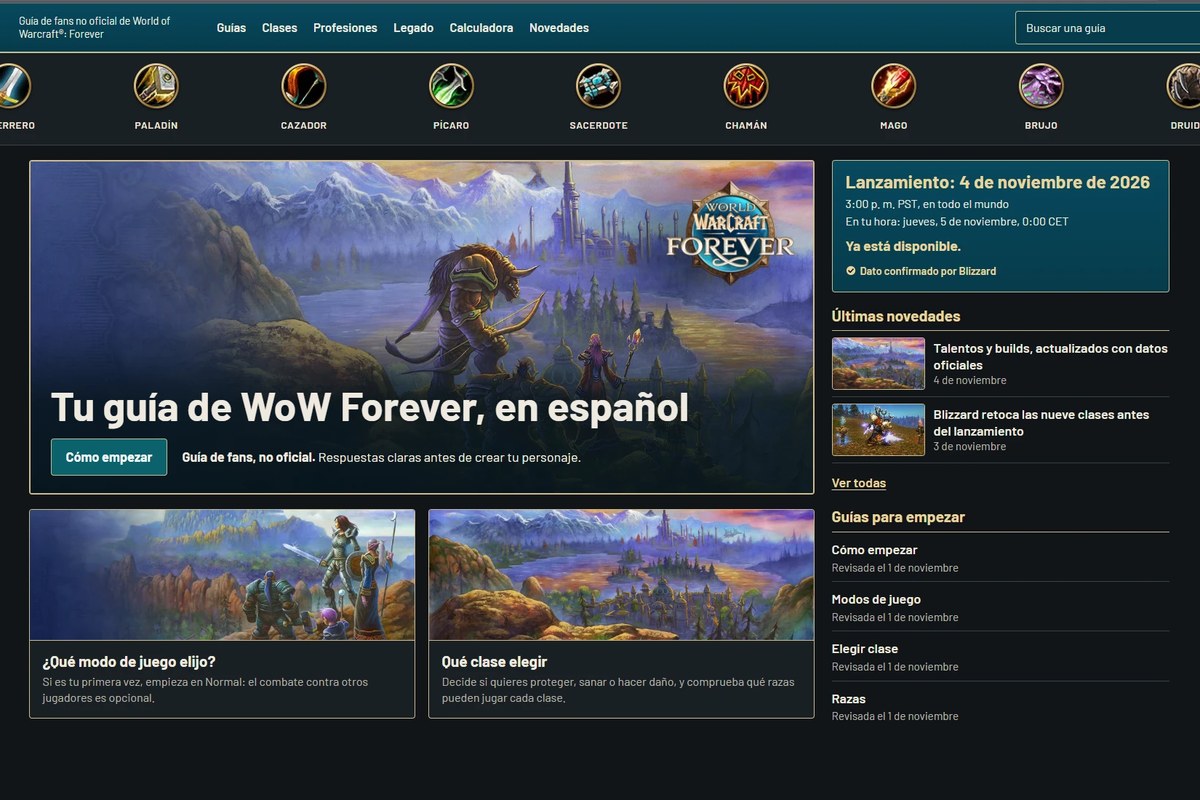 Guía de fans no oficial de World of
Warcraft®: Forever
Guías
Clases
Profesiones
Legado
Calculadora
Novedades
Buscar una guía
ERRERO
PALADÍN
CAZADOR
PÍCARO
SACERDOTE
CHAMÁN
MAGO
BRUJO
DRUID
WORLD
WARCRAFT
FOREVER
Tu guía de WoW Forever, en español
Cómo empezar
Guía de fans, no oficial. Respuestas claras antes de crear tu personaje.
¿Qué modo de juego elijo?
Si es tu primera vez, empieza en Normal: el combate contra otros
jugadores es opcional.
Qué clase elegir
Decide si quieres proteger, sanar o hacer daño, y comprueba qué razas
pueden jugar cada clase.
Lanzamiento: 4 de noviembre de 2026
3:00 p. m. PST, en todo el mundo
En tu hora: jueves, 5 de noviembre, 0:00 CET
Ya está disponible.
Dato confirmado por Blizzard
Últimas novedades
Talentos y builds, actualizados con datos
oficiales
4 de noviembre
Blizzard retoca las nueve clases antes
del lanzamiento
3 de noviembre
Ver todas
Guías para empezar
Cómo empezar
Revisada el 1 de noviembre
Modos de juego
Revisada el 1 de noviembre
Elegir clase
Revisada el 1 de noviembre
Razas
Revisada el 1 de noviembre